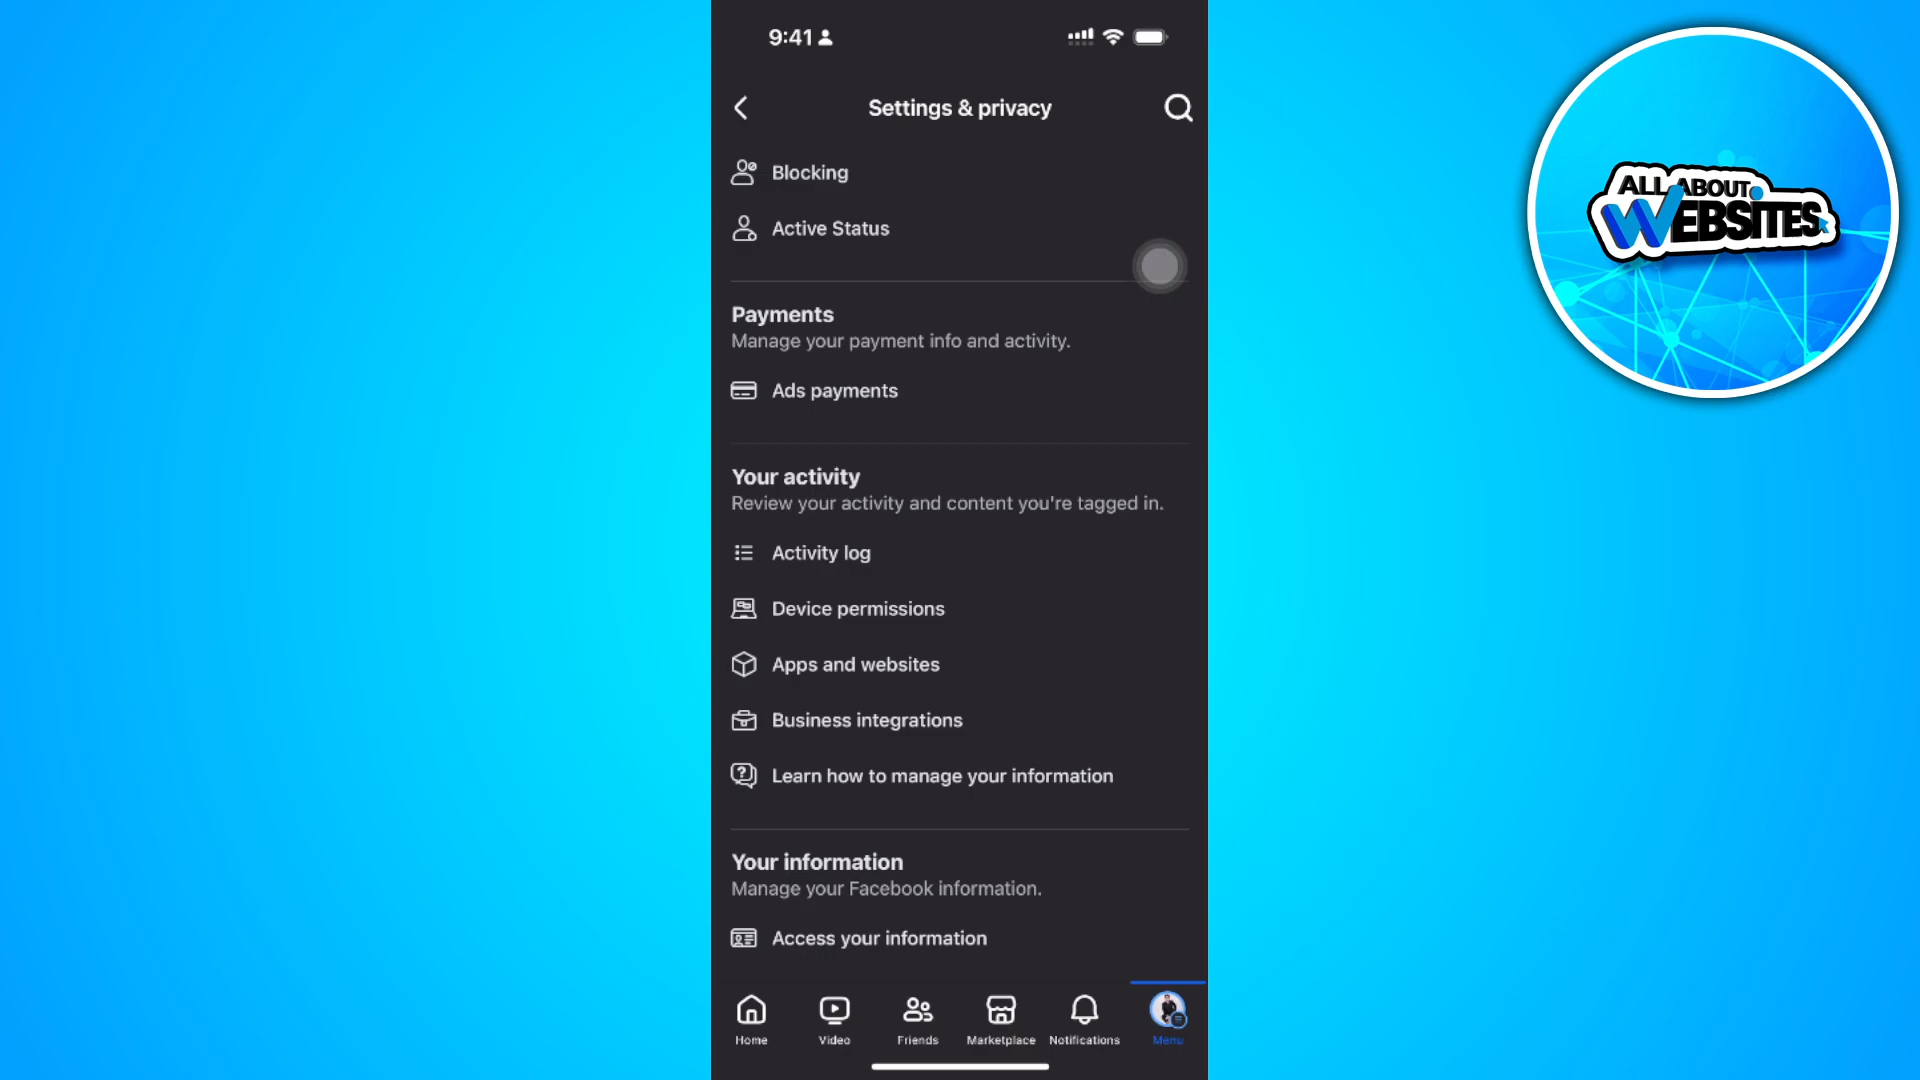 9:41
Settings & privacy
Blocking
Active Status
Payments
Manage your payment info and activity.
Ads payments
Your activity
Review your activity and content you're tagged in.
Activity log
Device permissions
Apps and websites
Business integrations
Learn how to manage your information
Your information
Manage your Facebook information.
Access your information
Home
Video
Friends
Marketplace
Notifications
Menu
ALL ABOUT
WEBSITES